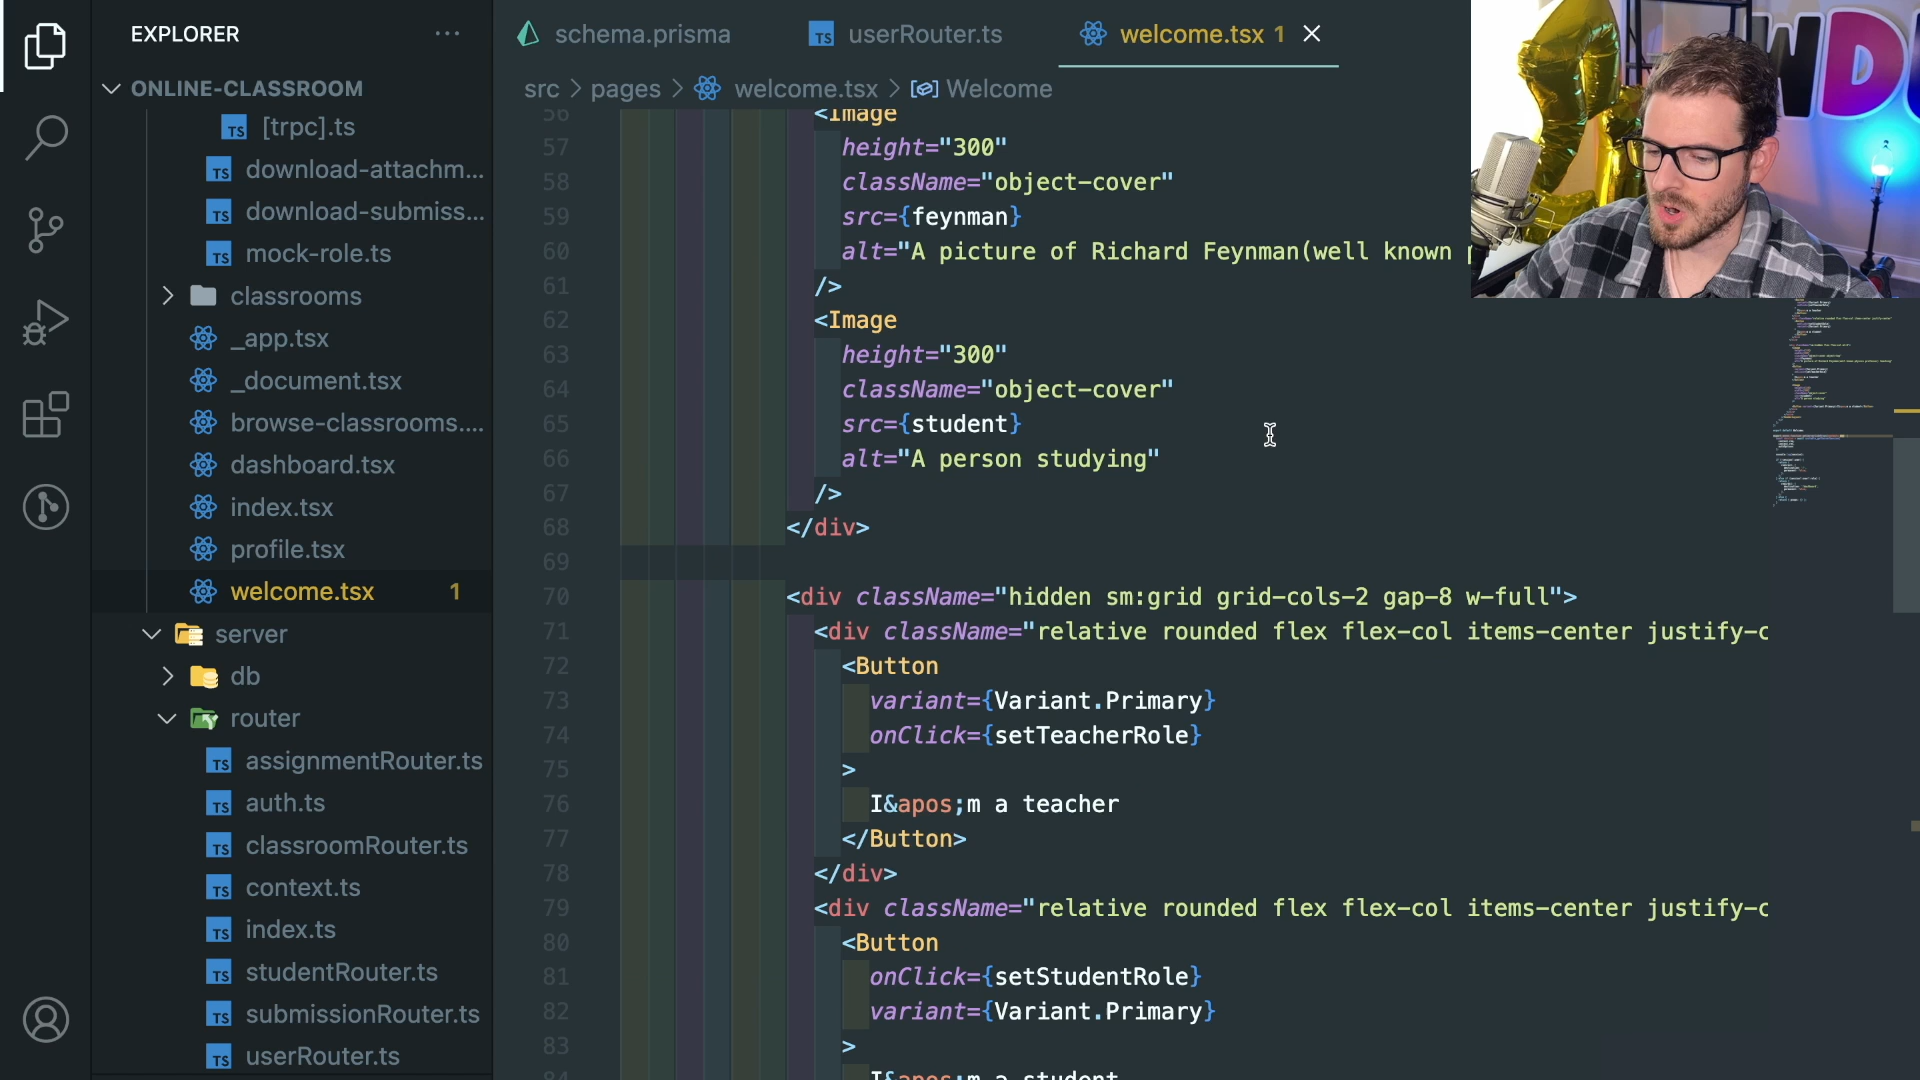 EXPLORER
ONLINE-CLASSROOM
[trpc].ts
download-attachm...
download-submiss...
mock-role.ts
classrooms
_app.tsx
_document.tsx
browse-classrooms....
dashboard.tsx
index.tsx
profile.tsx
welcome.tsx 1
server
db
router
assignmentRouter.ts
auth.ts
classroomRouter.ts
context.ts
index.ts
studentRouter.ts
submissionRouter.ts
userRouter.ts
schema.prisma
userRouter.ts
welcome.tsx 1
src > pages > welcome.tsx > Welcome
56 <Image
57 height="300"
58 className="object-cover"
59 src={feynman}
60 alt="A picture of Richard Feynman(well known
61 />
62 <Image
63 height="300"
64 className="object-cover"
65 src={student}
66 alt="A person studying"
67 />
68 </div>
69
70 <div className="hidden sm:grid grid-cols-2 gap-8 w-full">
71 <div className="relative rounded flex flex-col items-center justify-c
72 <Button
73 variant={Variant.Primary}
74 onClick={setTeacherRole}
75 >
76 I&apos;m a teacher
77 </Button>
78 </div>
79 <div className="relative rounded flex flex-col items-center justify-c
80 <Button
81 onClick={setStudentRole}
82 variant={Variant.Primary}
83 >
84 I&apos;m a student
WD